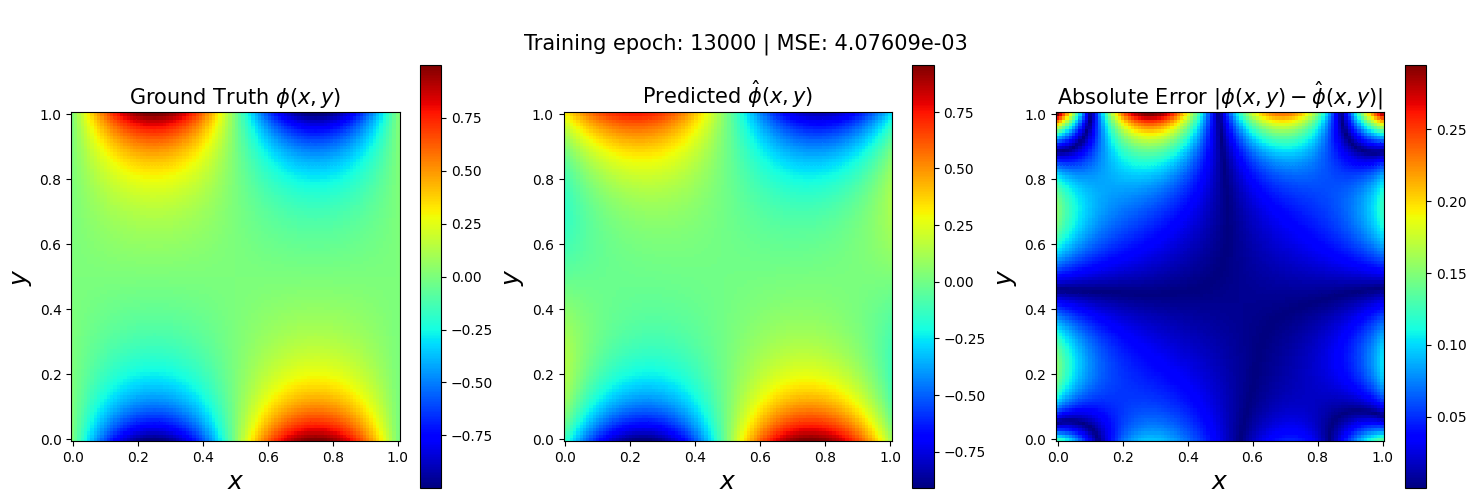 Training epoch: 13000 | MSE: 4.07609e-03
Ground Truth ϕ(x, y)
1.0
0.8
0.6
0.4
0.2
0.0
y
0.0 0.2 0.4 0.6 0.8 1.0
x
0.75
0.50
0.25
0.00
−0.25
−0.50
−0.75
Predicted ϕ̂(x, y)
1.0
0.8
0.6
0.4
0.2
0.0
y
0.0 0.2 0.4 0.6 0.8 1.0
x
0.75
0.50
0.25
0.00
−0.25
−0.50
−0.75
Absolute Error |ϕ(x, y) − ϕ̂(x, y)|
1.0
0.8
0.6
0.4
0.2
0.0
y
0.0 0.2 0.4 0.6 0.8 1.0
x
0.25
0.20
0.15
0.10
0.05